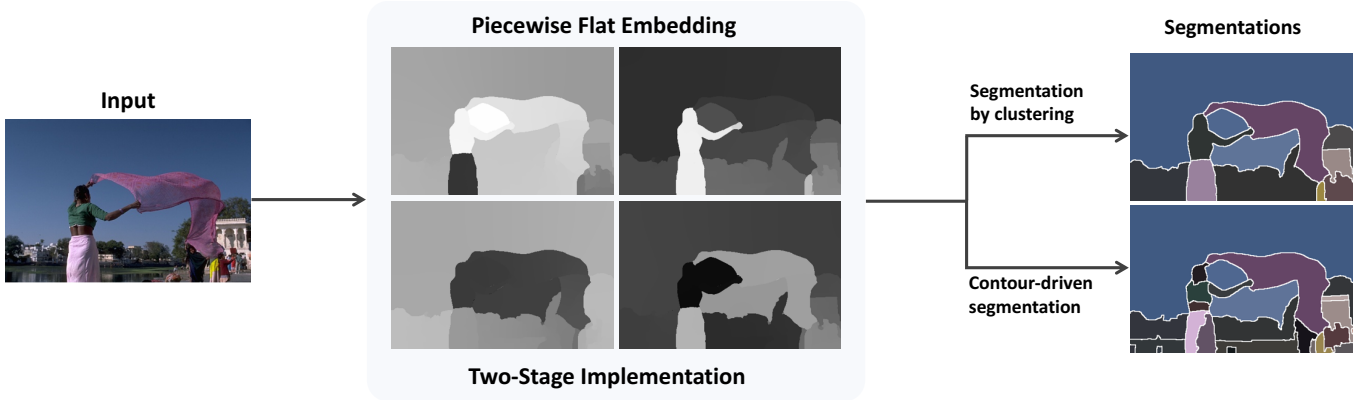 Input
Piecewise Flat Embedding
Two-Stage Implementation
Segmentation
by clustering
Contour-driven
segmentation
Segmentations